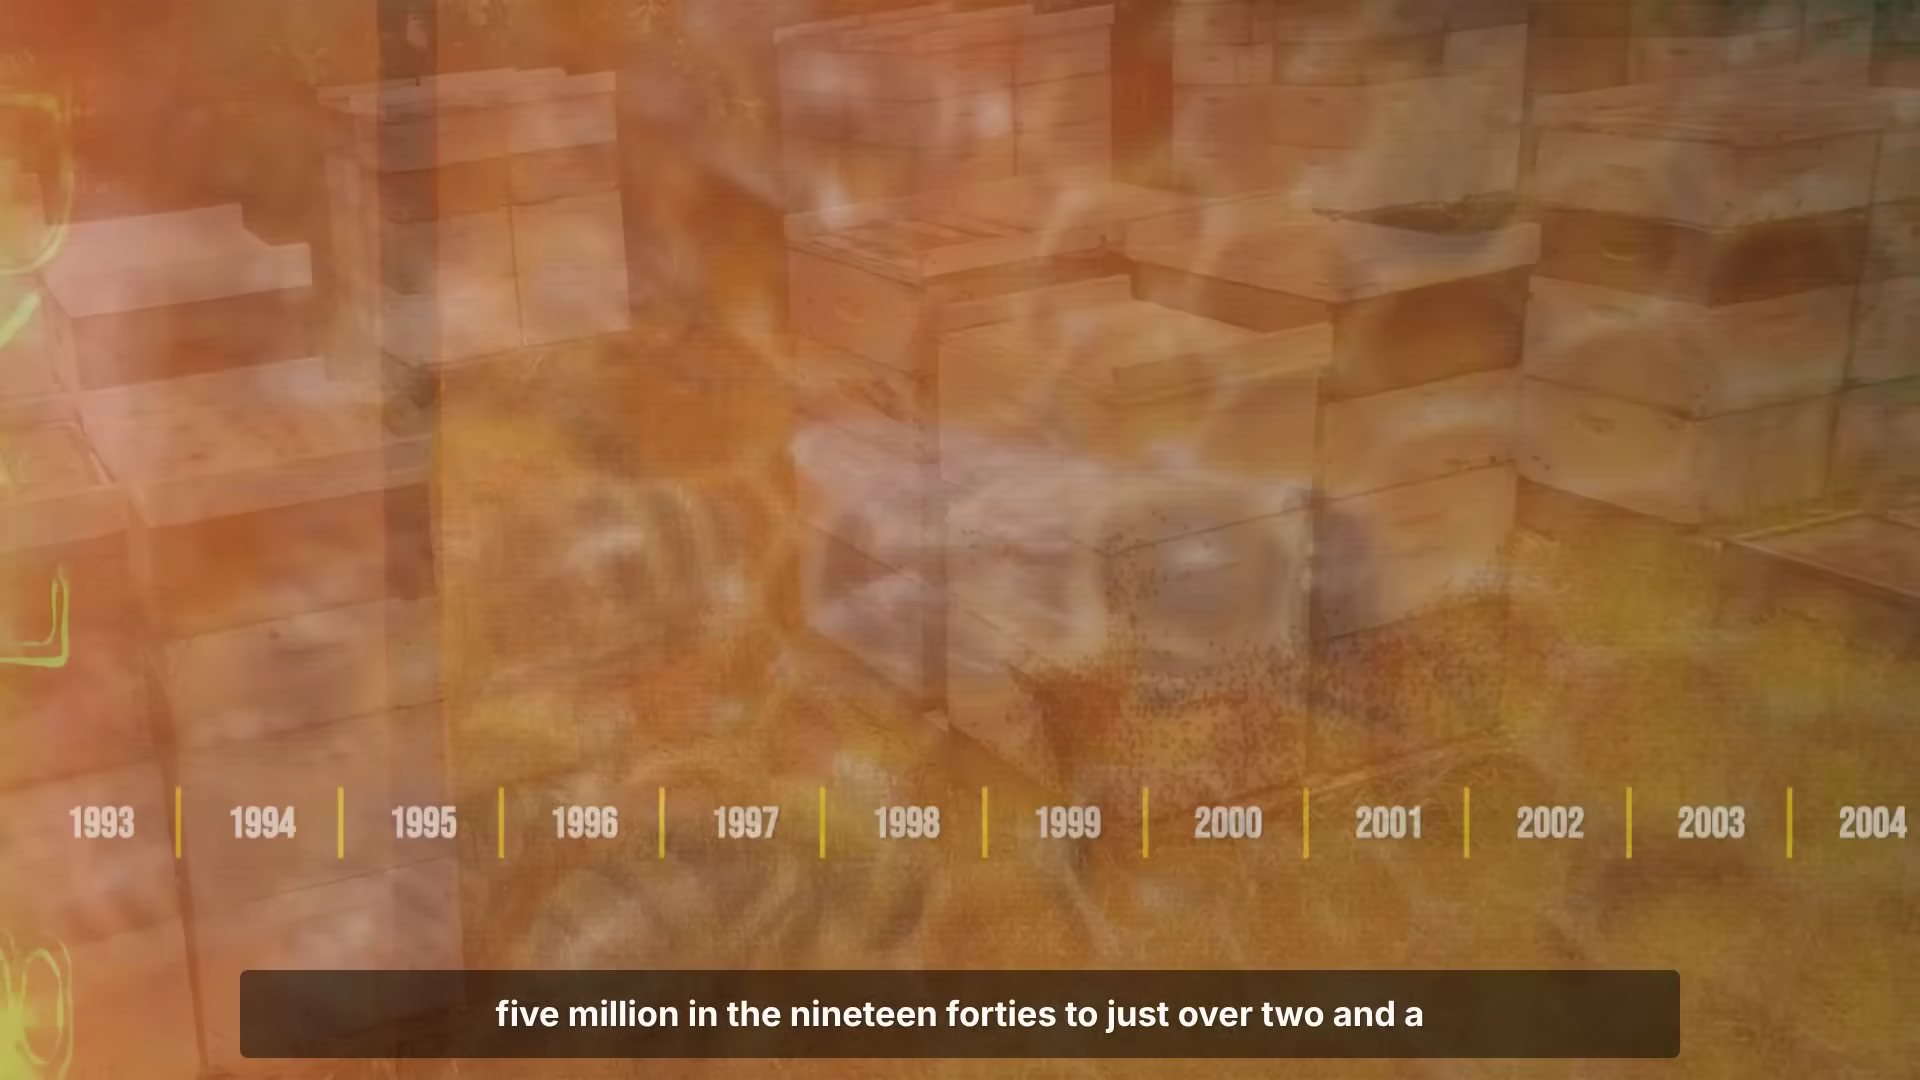 1993 1994 1995 1996 1997 1998 1999 2000 2001 2002 2003 2004
five million in the nineteen forties to just over two and a